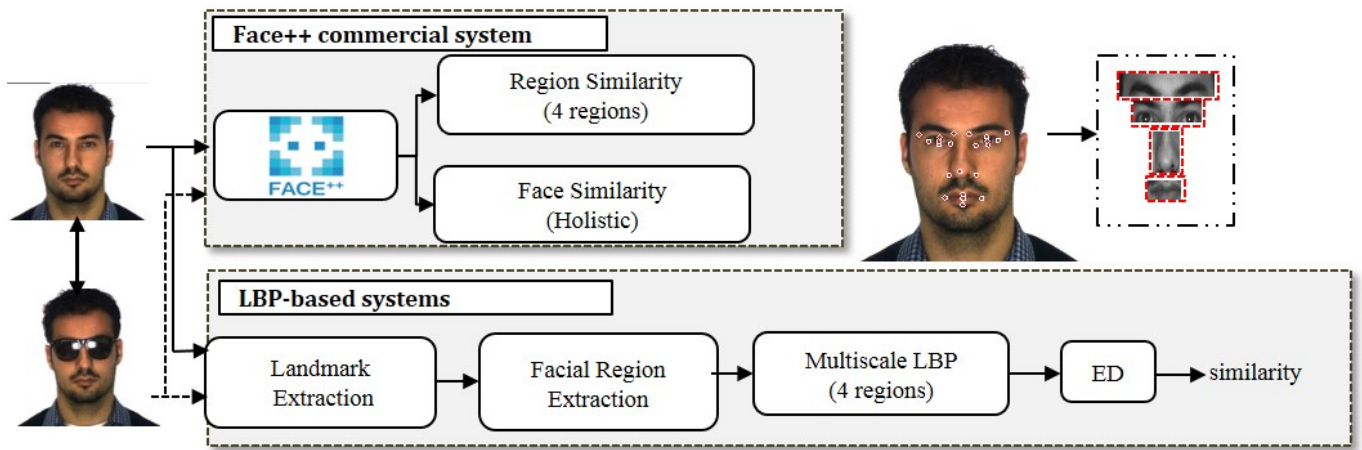 Face++ commercial system
FACE++
Region Similarity
(4 regions)
Face Similarity
(Holistic)
LBP-based systems
Landmark
Extraction
Facial Region
Extraction
Multiscale LBP
(4 regions)
ED
similarity